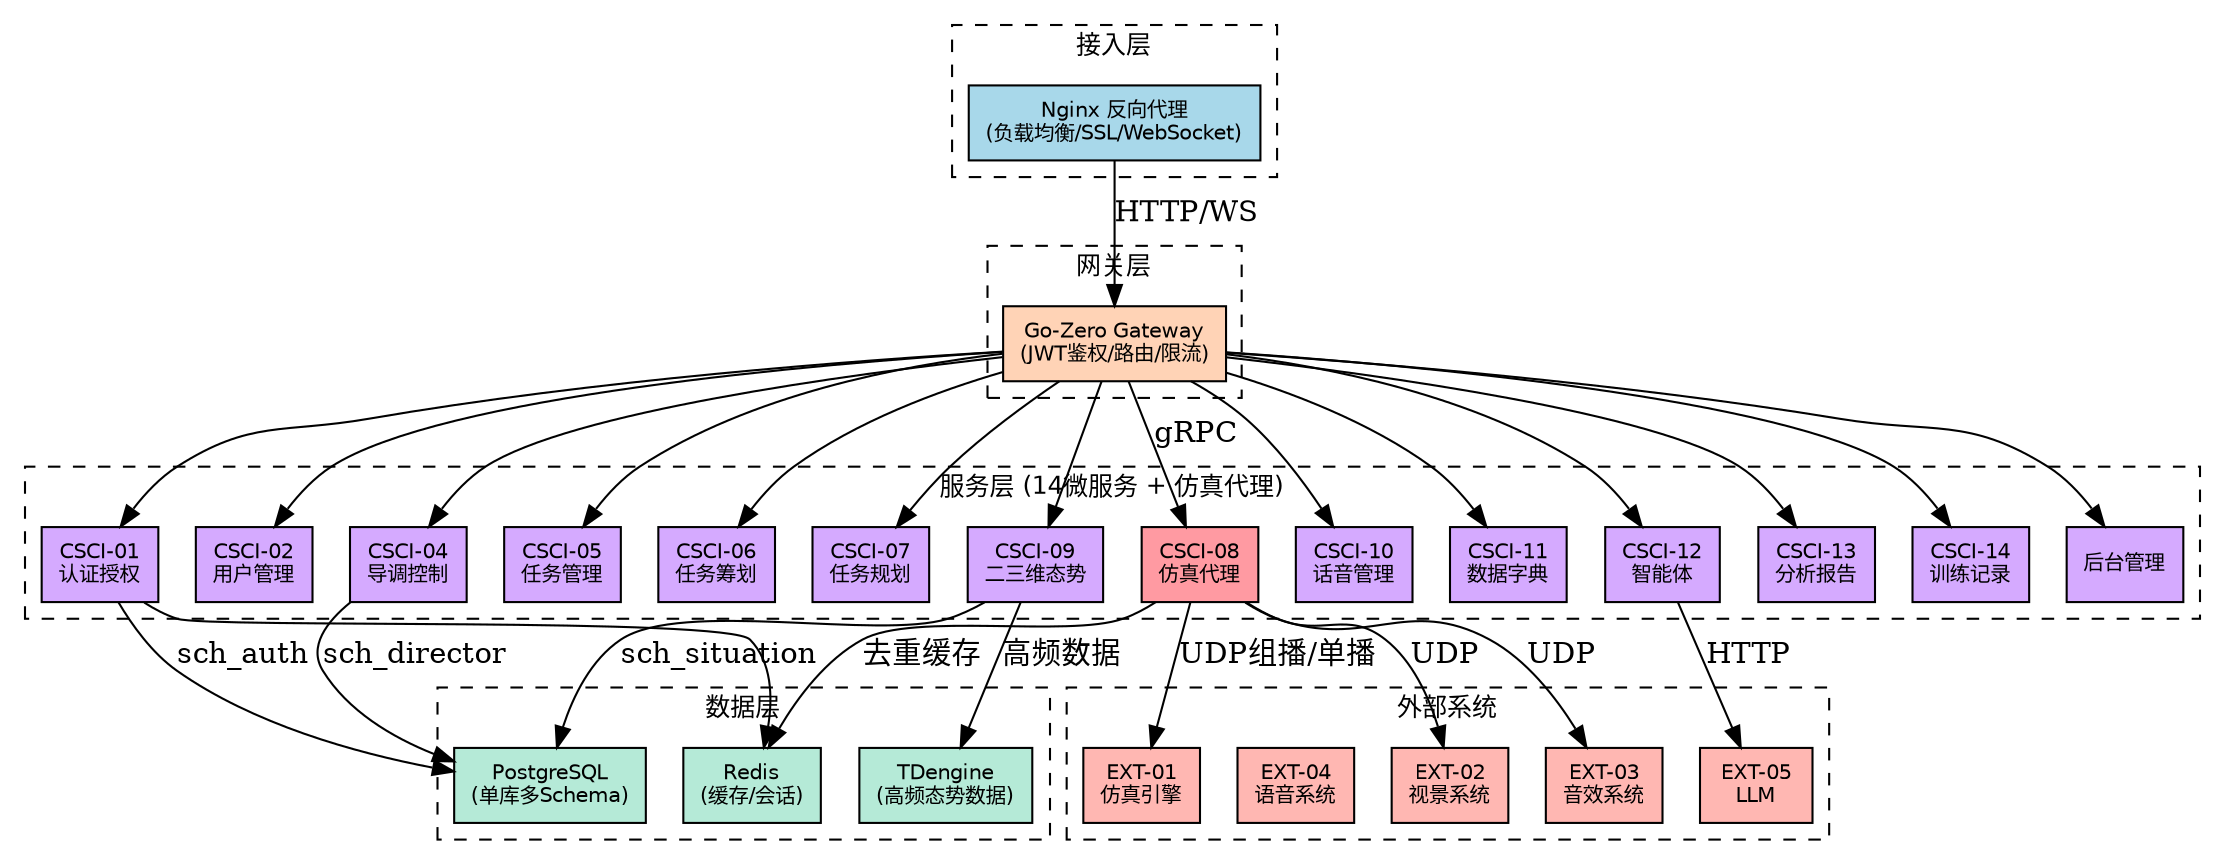 接入层
Nginx 反向代理
(负载均衡/SSL/WebSocket)
HTTP/WS
网关层
Go-Zero Gateway
(JWT鉴权/路由/限流)
gRPC
服务层 (14微服务 + 仿真代理)
CSCI-01
认证授权
CSCI-02
用户管理
CSCI-04
导调控制
CSCI-05
任务管理
CSCI-06
任务筹划
CSCI-07
任务规划
CSCI-09
二三维态势
CSCI-08
仿真代理
CSCI-10
话音管理
CSCI-11
数据字典
CSCI-12
智能体
CSCI-13
分析报告
CSCI-14
训练记录
后台管理
sch_auth
sch_director
sch_situation
去重缓存
高频数据
UDP组播/单播
UDP
UDP
HTTP
数据层
PostgreSQL
(单库多Schema)
Redis
(缓存/会话)
TDengine
(高频态势数据)
外部系统
EXT-01
仿真引擎
EXT-04
语音系统
EXT-02
视景系统
EXT-03
音效系统
EXT-05
LLM